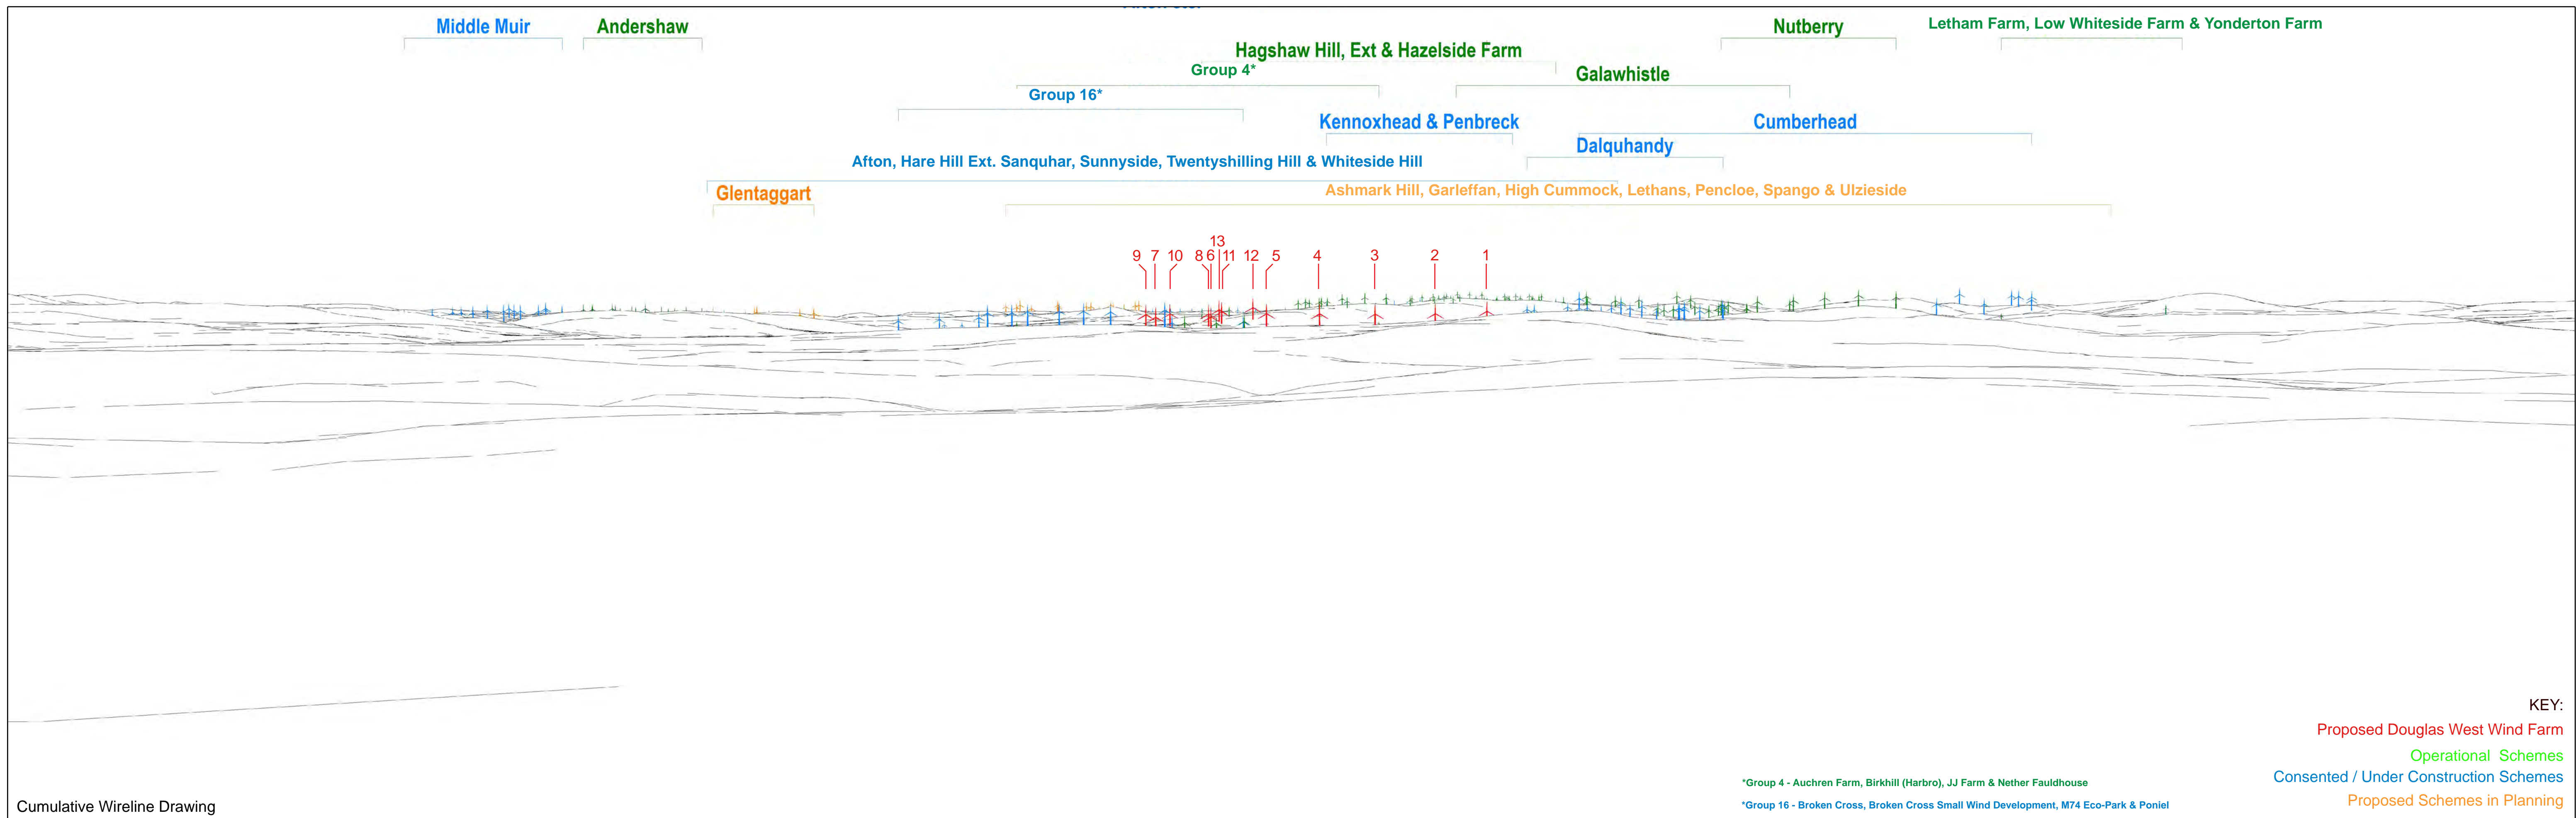 Middle Muir
Andershaw
Nutberry
Letham Farm, Low Whiteside Farm & Yonderton Farm
Hagshaw Hill, Ext & Hazelside Farm
Group 4*
Galawhistle
Group 16*
Kennoxhead & Penbreck
Cumberhead
Dalquhandy
Afton, Hare Hill Ext. Sanquhar, Sunnyside, Twentyshilling Hill & Whiteside Hill
Glentaggart
Ashmark Hill, Garleffan, High Cummock, Lethans, Pencloe, Spango & Ulzieside
13
9 7 10 8 6 11 12 5 4 3 2 1
KEY:
Proposed Douglas West Wind Farm
Operational Schemes
Consented / Under Construction Schemes
Proposed Schemes in Planning
*Group 4 - Auchren Farm, Birkhill (Harbro), JJ Farm & Nether Fauldhouse
*Group 16 - Broken Cross, Broken Cross Small Wind Development, M74 Eco-Park & Poniel
Cumulative Wireline Drawing